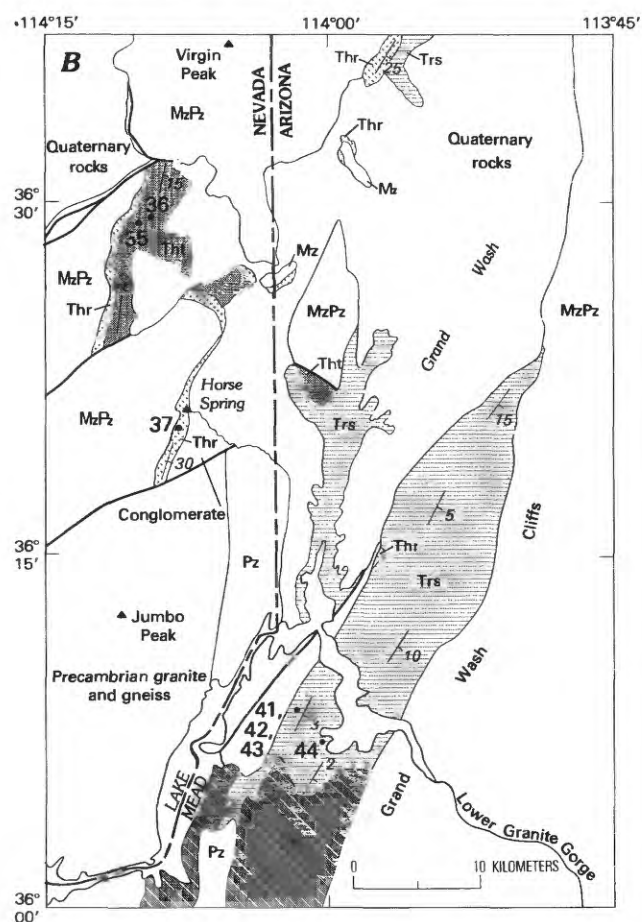 114°15'
114°00'
113°45'
B
Virgin
Peak
MzPz
NEVADA
ARIZONA
Thr
25
Trs
Quaternary
rocks
Thr
Mz
Quaternary
rocks
36°
30'
15
36
35
Tht
MzPz
Thr
Mz
MzPz
Tht
Trs
Grand
Wash
MzPz
Horse
Spring
MzPz
37
Thr
30
Conglomerate
15
5
Cliffs
36°
15'
Pz
Tht
Trs
Jumbo
Peak
10
Wash
Precambrian granite
and gneiss
41,
42,
43
3
44
2
LAKE
MEAD
Pz
Grand
Lower Granite Gorge
0 10 KILOMETERS
36°
00'